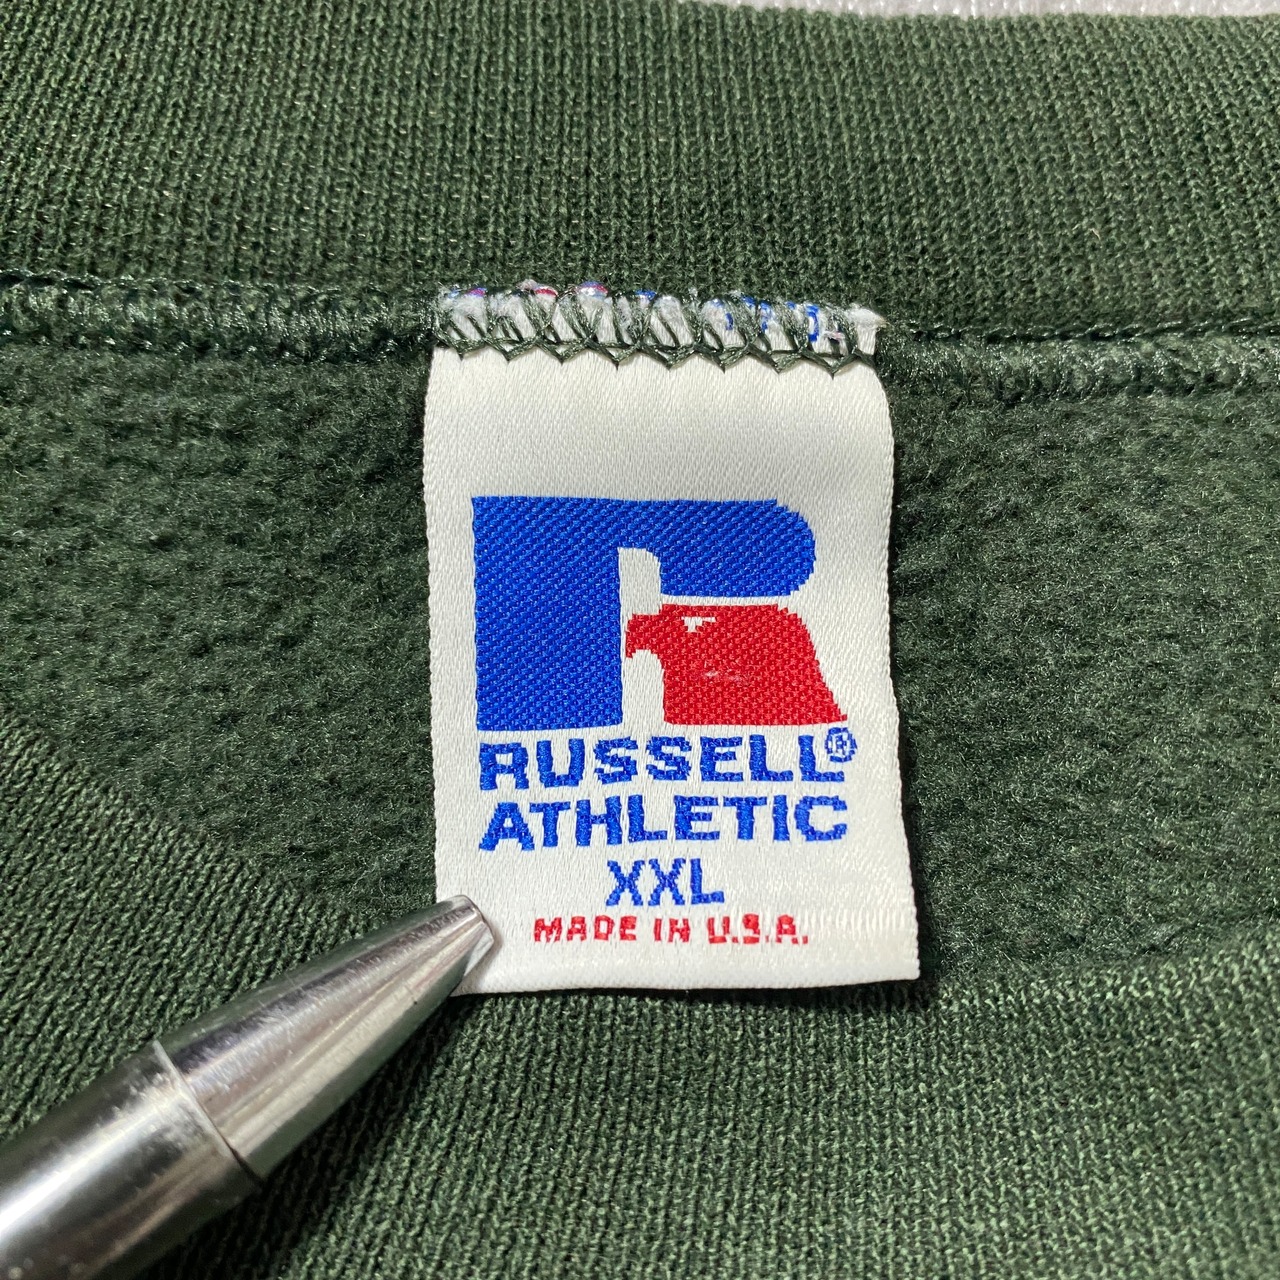 RUSSELL®
ATHLETIC
XXL
MADE IN U.S.A.